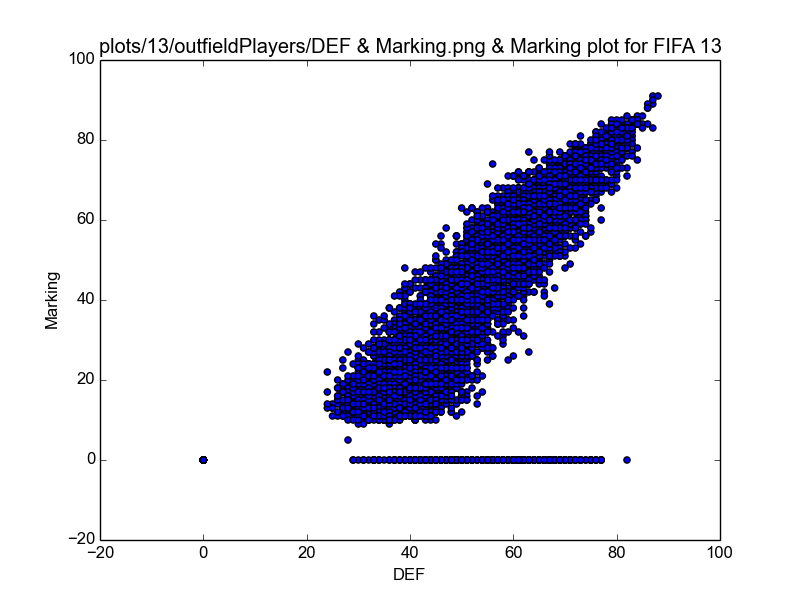 plots/13/outfieldPlayers/DEF & Marking.png & Marking plot for FIFA 13
100
80
60
40
20
0
−20
Marking
−20 0 20 40 60 80 100
DEF